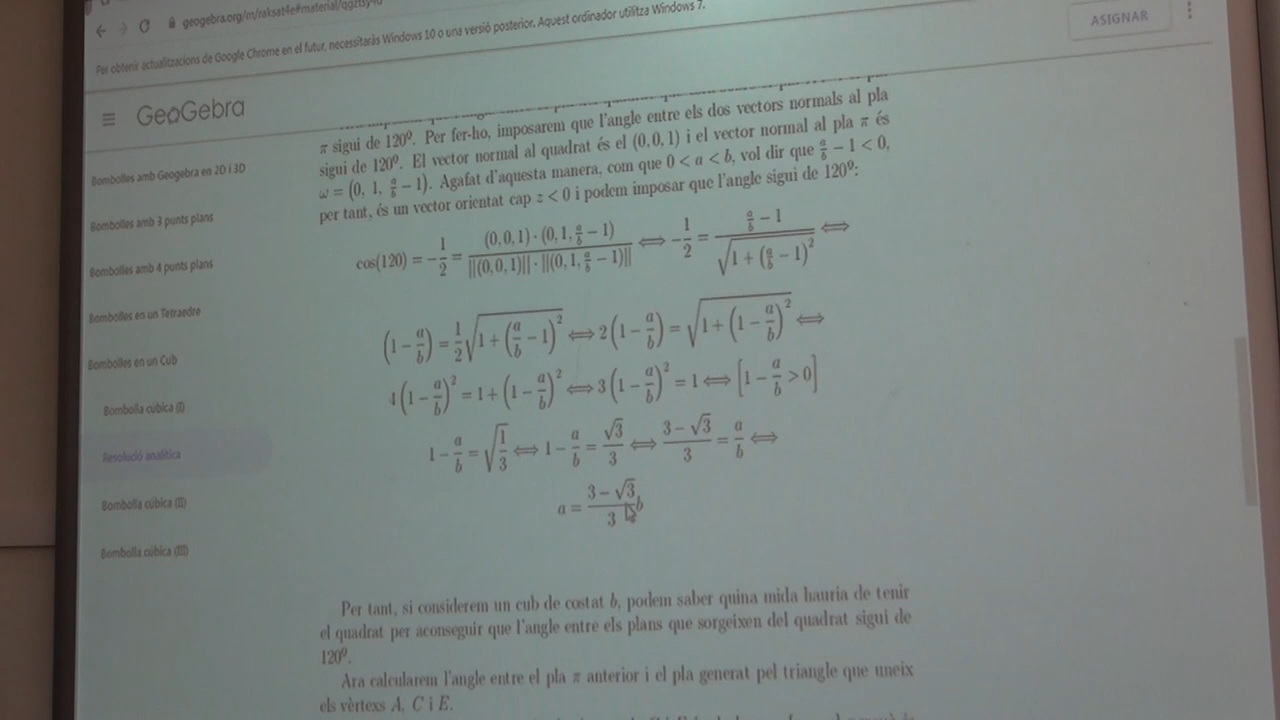 geogebra.org/m/raksat4e#material/qgztsy4u
Per obtenir actualitzacions de Google Chrome en el futur, necessitaràs Windows 10 o una versió posterior. Aquest ordinador utilitza Windows 7.
ASIGNAR
GeoGebra
Bombolles amb Geogebra en 2D i 3D
Bombolles amb 3 punts plans
Bombolles amb 4 punts plans
Bombolles en un Tetraedre
Bombolles en un Cub
Bombolla cúbica (I)
Resolució analítica
Bombolla cúbica (II)
Bombolla cúbica (III)
π sigui de 120º. Per fer-ho, imposarem que l'angle entre els dos vectors normals al pla
sigui de 120º. El vector normal al quadrat és el (0,0,1) i el vector normal al pla π és
ω = (0, 1, a/b − 1). Agafat d'aquesta manera, com que 0 < a < b, vol dir que a/b − 1 < 0,
per tant, és un vector orientat cap z < 0 i podem imposar que l'angle sigui de 120º:
cos(120) = −1/2 = (0,0,1)·(0,1,a/b − 1) / ||(0,0,1)||·||(0,1,a/b − 1)|| ⟺ −1/2 = (a/b − 1) / √(1 + (a/b − 1)²) ⟺
(1 − a/b) = 1/2 √(1 + (a/b − 1)²) ⟺ 2(1 − a/b) = √(1 + (1 − a/b)²) ⟺
4(1 − a/b)² = 1 + (1 − a/b)² ⟺ 3(1 − a/b)² = 1 ⟺ [1 − a/b > 0]
1 − a/b = √(1/3) ⟺ 1 − a/b = √3/3 ⟺ (3 − √3)/3 = a/b ⟺
a = (3 − √3)/3 b
Per tant, si considerem un cub de costat b, podem saber quina mida hauria de tenir
el quadrat per aconseguir que l'angle entre els plans que sorgeixen del quadrat sigui de
120º.
Ara calcularem l'angle entre el pla π anterior i el pla generat pel triangle que uneix
els vèrtexs A, C i E.